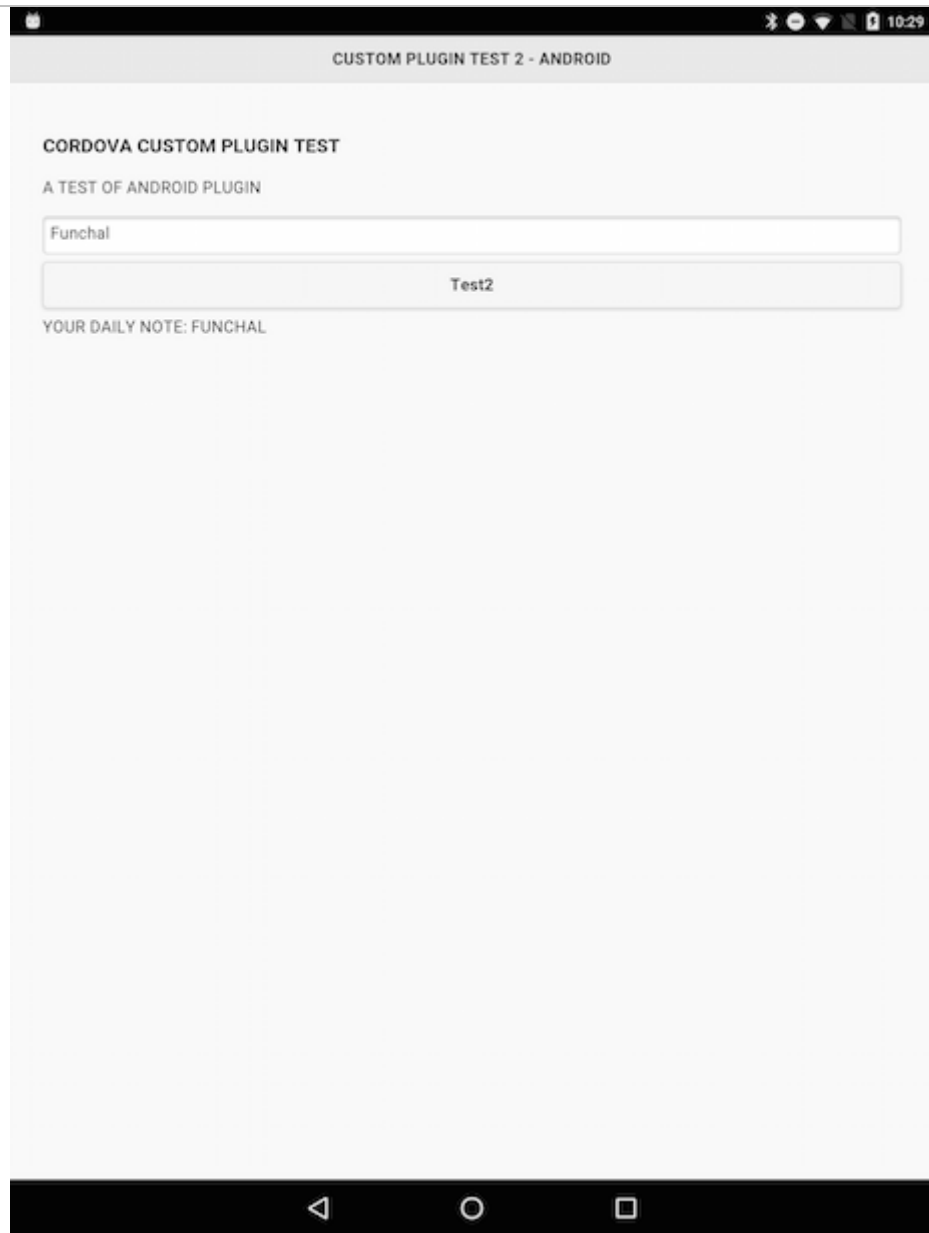 10:29
CUSTOM PLUGIN TEST 2 - ANDROID
CORDOVA CUSTOM PLUGIN TEST
A TEST OF ANDROID PLUGIN
Funchal
Test2
YOUR DAILY NOTE: FUNCHAL